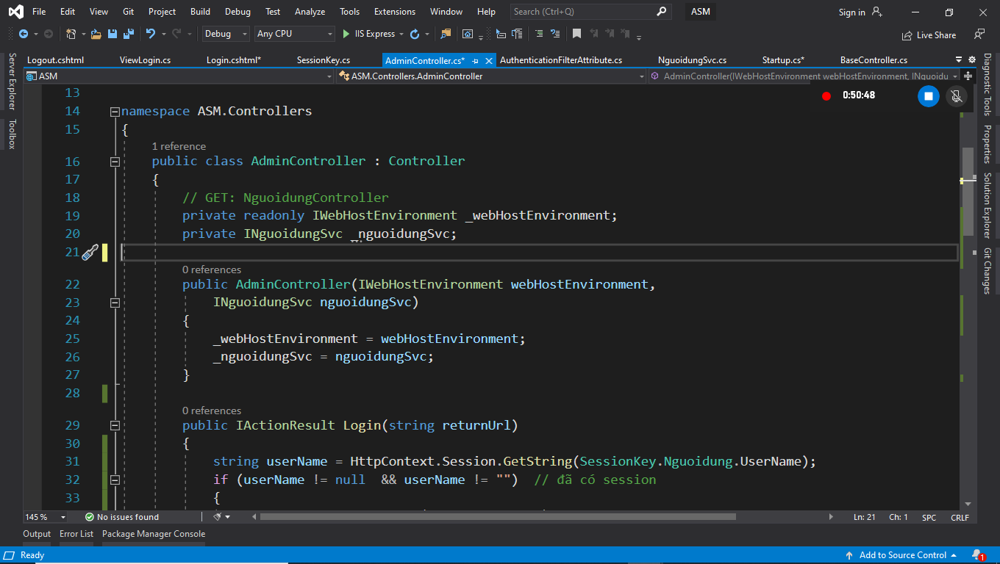 File Edit View Git Project Build Debug Test Analyze Tools Extensions Window Help Search (Ctrl+Q) ASM Sign in
Debug Any CPU IIS Express Live Share
Logout.cshtml ViewLogin.cs Login.cshtml* SessionKey.cs AdminController.cs* AuthenticationFilterAttribute.cs NguoidungSvc.cs Startup.cs* BaseController.cs
ASM ASM.Controllers.AdminController AdminController(IWebHostEnvironment webHostEnvironment, INguoidu
0:50:48
Server Explorer
Toolbox
Diagnostic Tools
Properties
Solution Explorer
Git Changes
13
14 namespace ASM.Controllers
15 {
1 reference
16 public class AdminController : Controller
17 {
18 // GET: NguoidungController
19 private readonly IWebHostEnvironment _webHostEnvironment;
20 private INguoidungSvc _nguoidungSvc;
21
0 references
22 public AdminController(IWebHostEnvironment webHostEnvironment,
23 INguoidungSvc nguoidungSvc)
24 {
25 _webHostEnvironment = webHostEnvironment;
26 _nguoidungSvc = nguoidungSvc;
27 }
28
0 references
29 public IActionResult Login(string returnUrl)
30 {
31 string userName = HttpContext.Session.GetString(SessionKey.Nguoidung.UserName);
32 if (userName != null  && userName != "")  // đã có session
33 {
145 % No issues found Ln: 21 Ch: 1 SPC CRLF
Output Error List Package Manager Console
Ready Add to Source Control 1